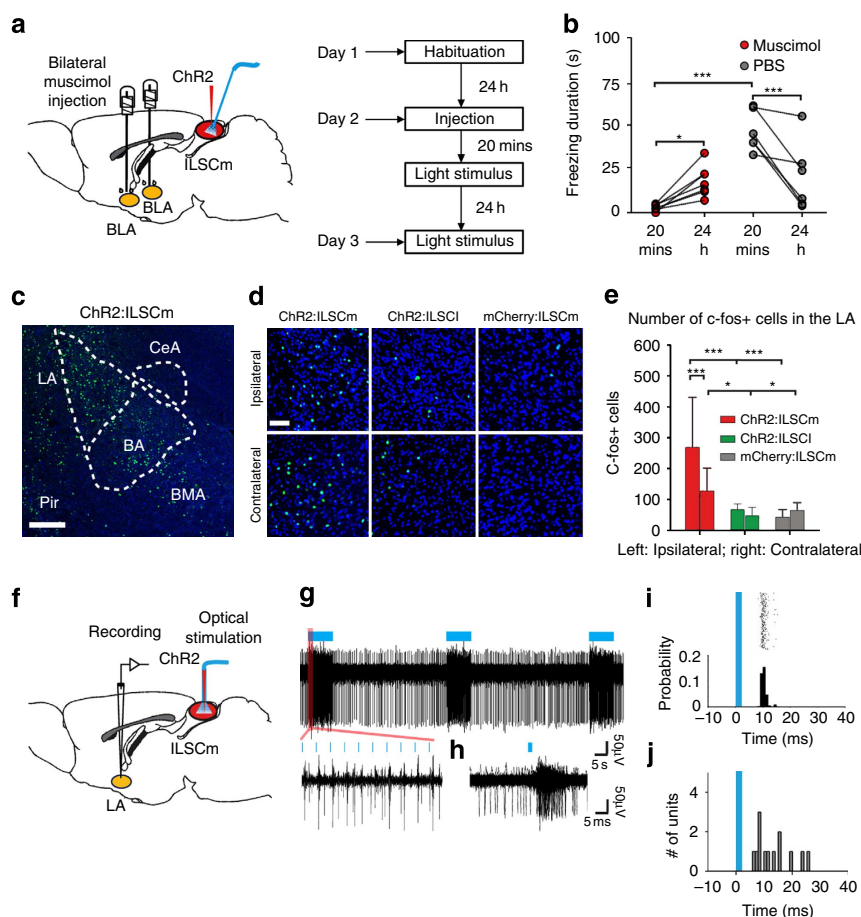 a
Bilateral
muscimol
injection
ChR2
ILSCm
BLA
BLA
Day 1
Habituation
24 h
Day 2
Injection
20 mins
Light stimulus
24 h
Day 3
Light stimulus
b
Freezing duration (s)
100
75
50
25
0
Muscimol
PBS
***
***
*
20 mins
24 h
20 mins
24 h
c
ChR2:ILSCm
CeA
LA
BA
BMA
Pir
d
ChR2:ILSCm
ChR2:ILSCI
mCherry:ILSCm
Ipsilateral
Contralateral
e
Number of c-fos+ cells in the LA
C-fos+ cells
600
500
400
300
200
100
0
*** ***
***
* *
ChR2:ILSCm
ChR2:ILSCI
mCherry:ILSCm
Left: Ipsilateral; right: Contralateral
f
Recording
Optical
stimulation
ChR2
ILSCm
LA
g
50µV
5 s
h
50µV
5 ms
i
Probability
0.2
0.1
0
−10 0 10 20 30 40
Time (ms)
j
# of units
4
2
0
−10 0 10 20 30 40
Time (ms)